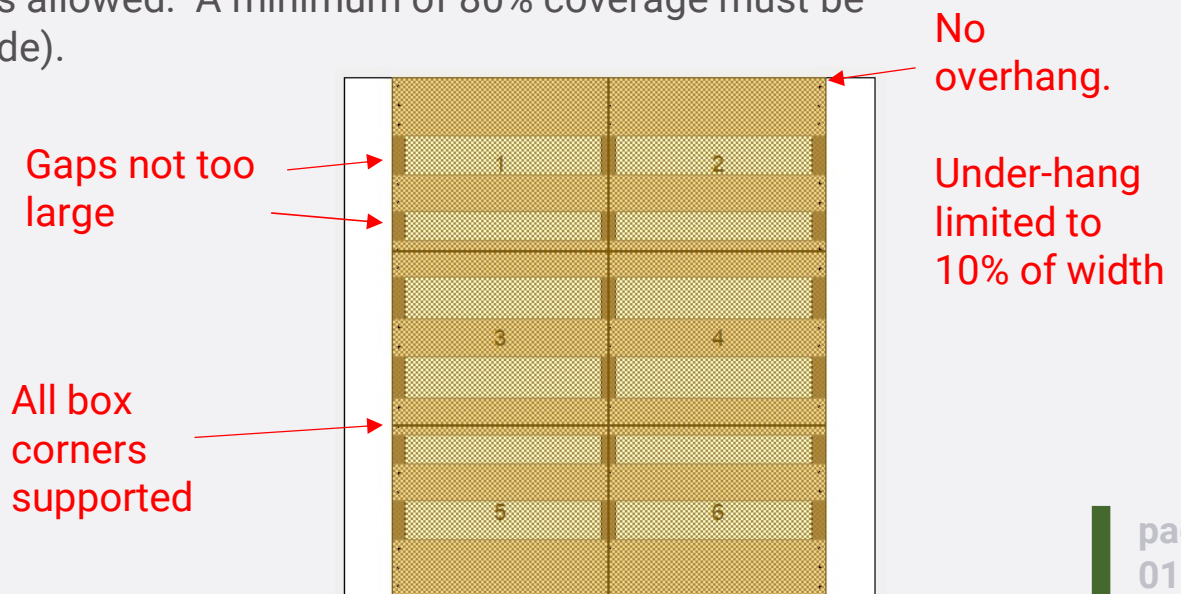 s allowed. A minimum of 80% coverage must be
de).
No
overhang.
Gaps not too
large
Under-hang
limited to
10% of width
1
2
3
4
All box
corners
supported
5
6
01